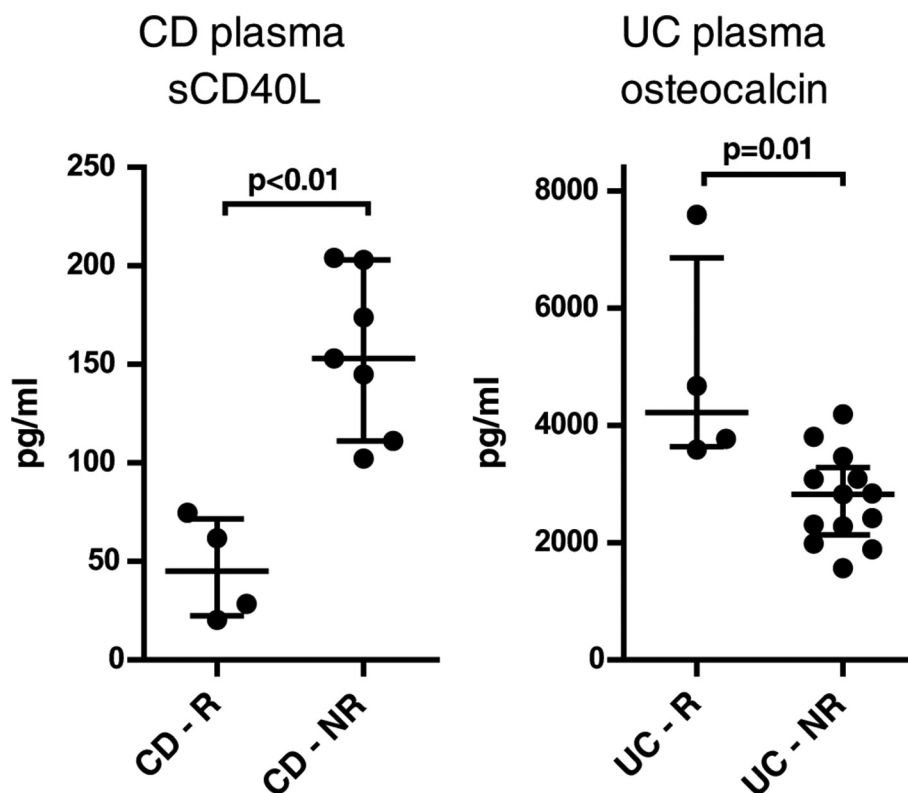 CD plasma
sCD40L
p<0.01
250
200
150
100
50
0
pg/ml
CD - R
CD - NR
UC plasma
osteocalcin
p=0.01
8000
6000
4000
2000
0
pg/ml
UC - R
UC - NR